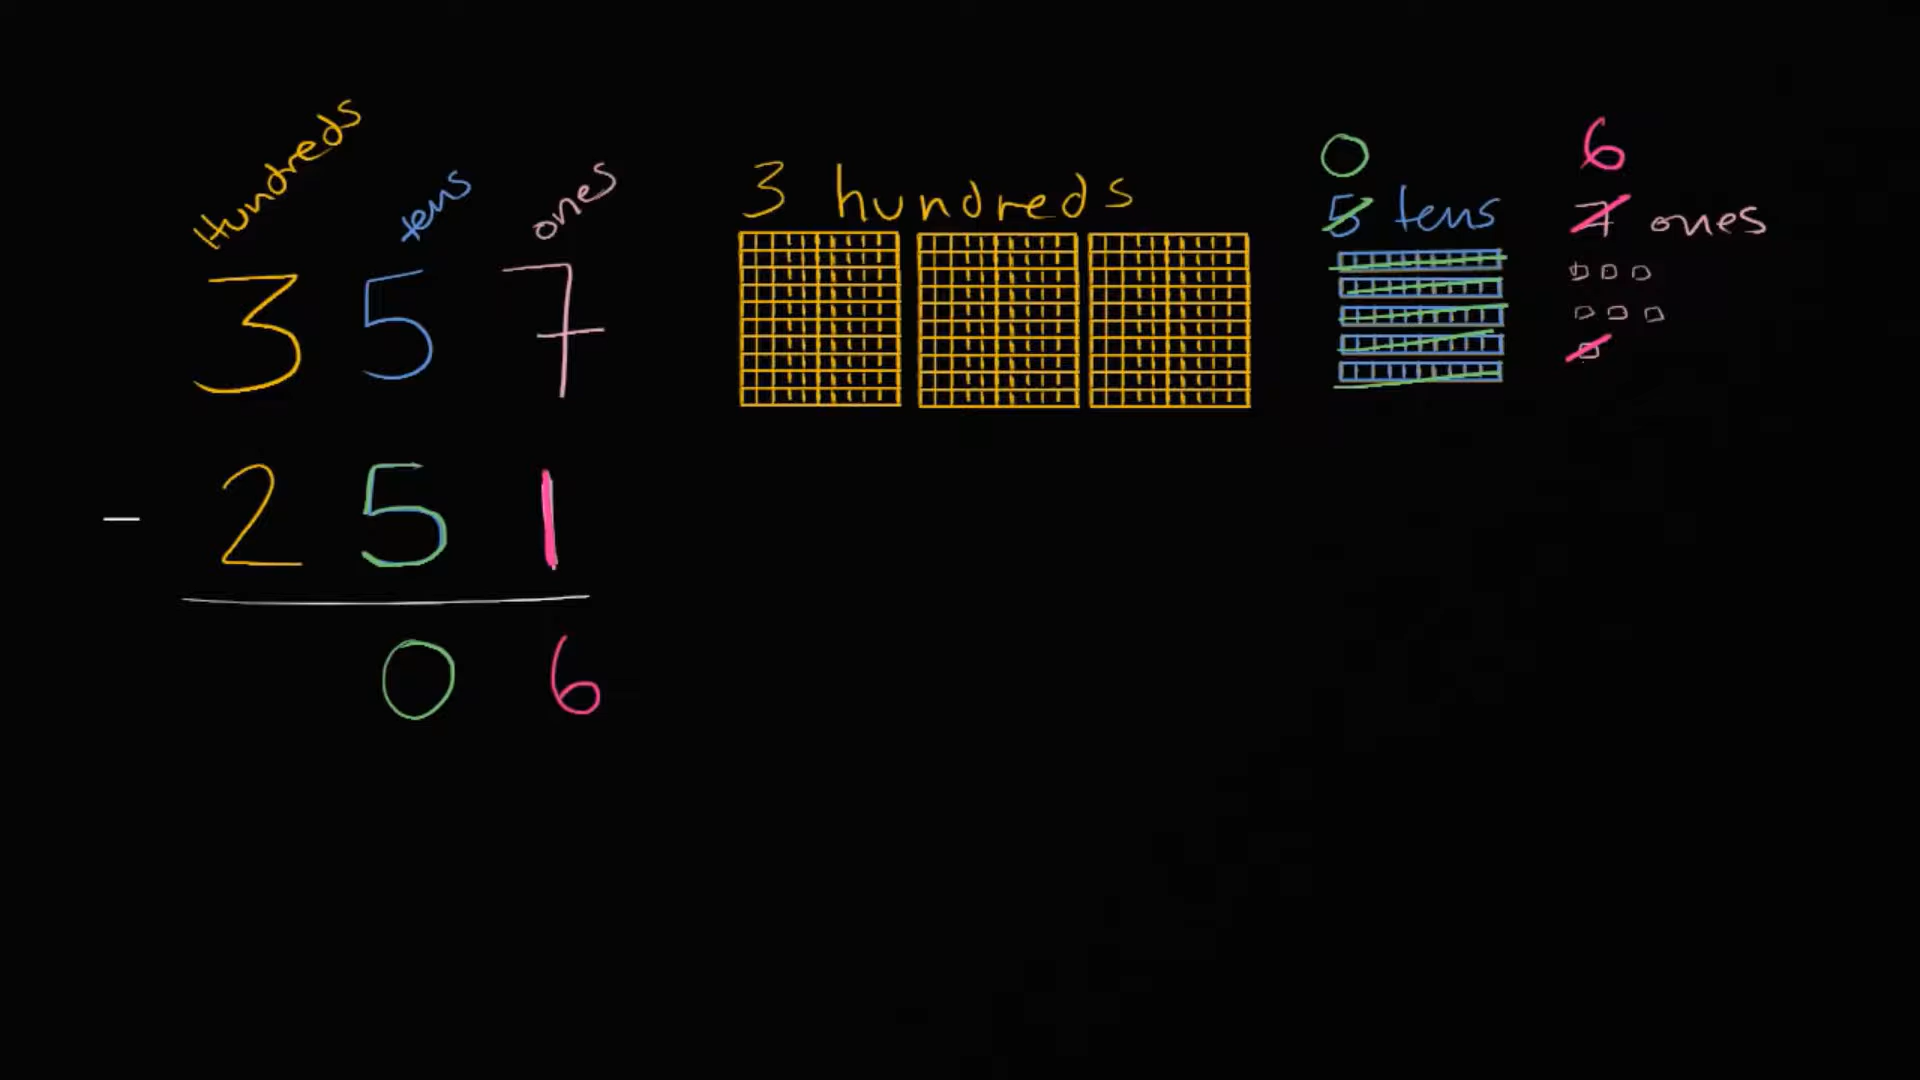 Hundreds tens ones
3 5 7
- 2 5 1
0 6
3 hundreds
0 6
5 tens 7 ones